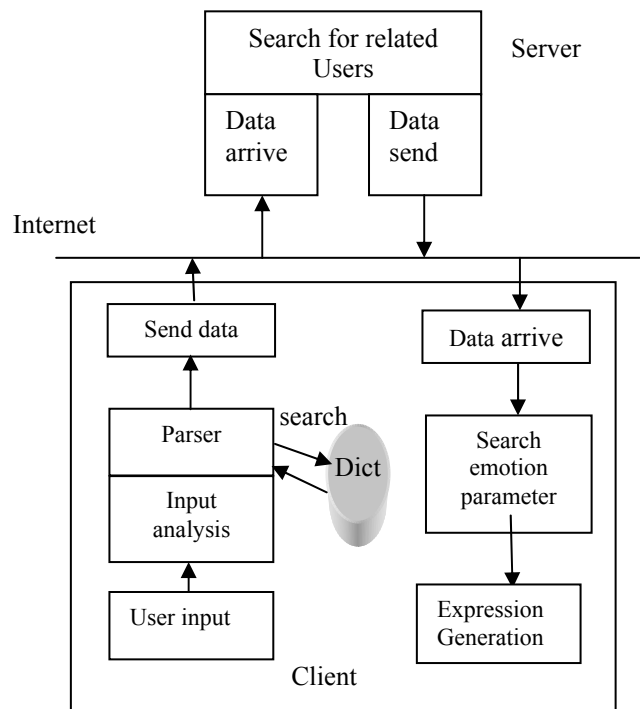 Search for related
Users
Server
Data
arrive
Data
send
Internet
Send data
Data arrive
search
Parser
Dict
Search
emotion
parameter
Input
analysis
User input
Expression
Generation
Client